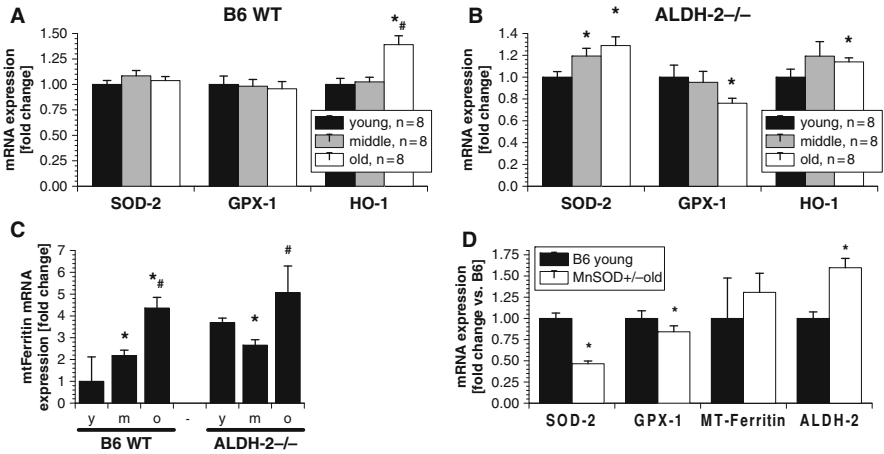 A
B6 WT
mRNA expression
[fold change]
1.50
1.25
1.00
0.75
0.50
0.25
0.00
*
#
young, n=8
middle, n=8
old, n=8
SOD-2
GPX-1
HO-1
B
ALDH-2–/–
mRNA expression
[fold change]
1.4
1.2
1.0
0.8
0.6
0.4
0.2
0.0
*
*
*
*
young, n=8
middle, n=8
old, n=8
SOD-2
GPX-1
HO-1
C
mtFerritin mRNA
expression [fold change]
7
6
5
4
3
2
1
0
*
*#
*
#
y m o - y m o
B6 WT
ALDH-2–/–
D
mRNA expression
[fold change vs. B6]
1.75
1.50
1.25
1.00
0.75
0.50
0.25
0.00
B6 young
MnSOD+/–old
*
*
*
SOD-2
GPX-1
MT-Ferritin
ALDH-2